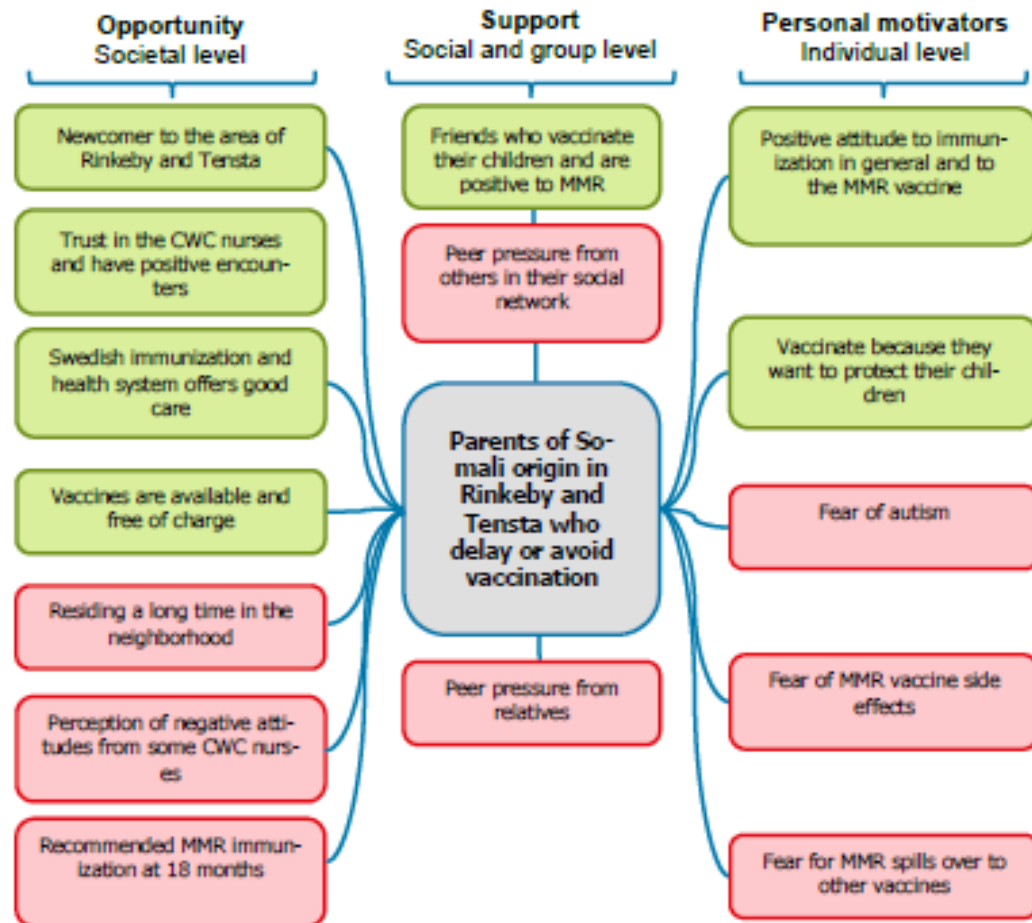 Opportunity
Societal level
Support
Social and group level
Personal motivators
Individual level
Newcomer to the area of
Rinkeby and Tensta
Trust in the CWC nurses
and have positive encoun-
ters
Swedish immunization and
health system offers good
care
Vaccines are available and
free of charge
Residing a long time in the
neighborhood
Perception of negative atti-
tudes from some CWC nurs-
es
Recommended MMR immun-
ization at 18 months
Friends who vaccinate
their children and are
positive to MMR
Peer pressure from
others in their social
network
Parents of So-
mali origin in
Rinkeby and
Tensta who
delay or avoid
vaccination
Peer pressure from
relatives
Positive attitude to immun-
ization in general and to
the MMR vaccine
Vaccinate because they
want to protect their chil-
dren
Fear of autism
Fear of MMR vaccine side
effects
Fear for MMR spills over to
other vaccines